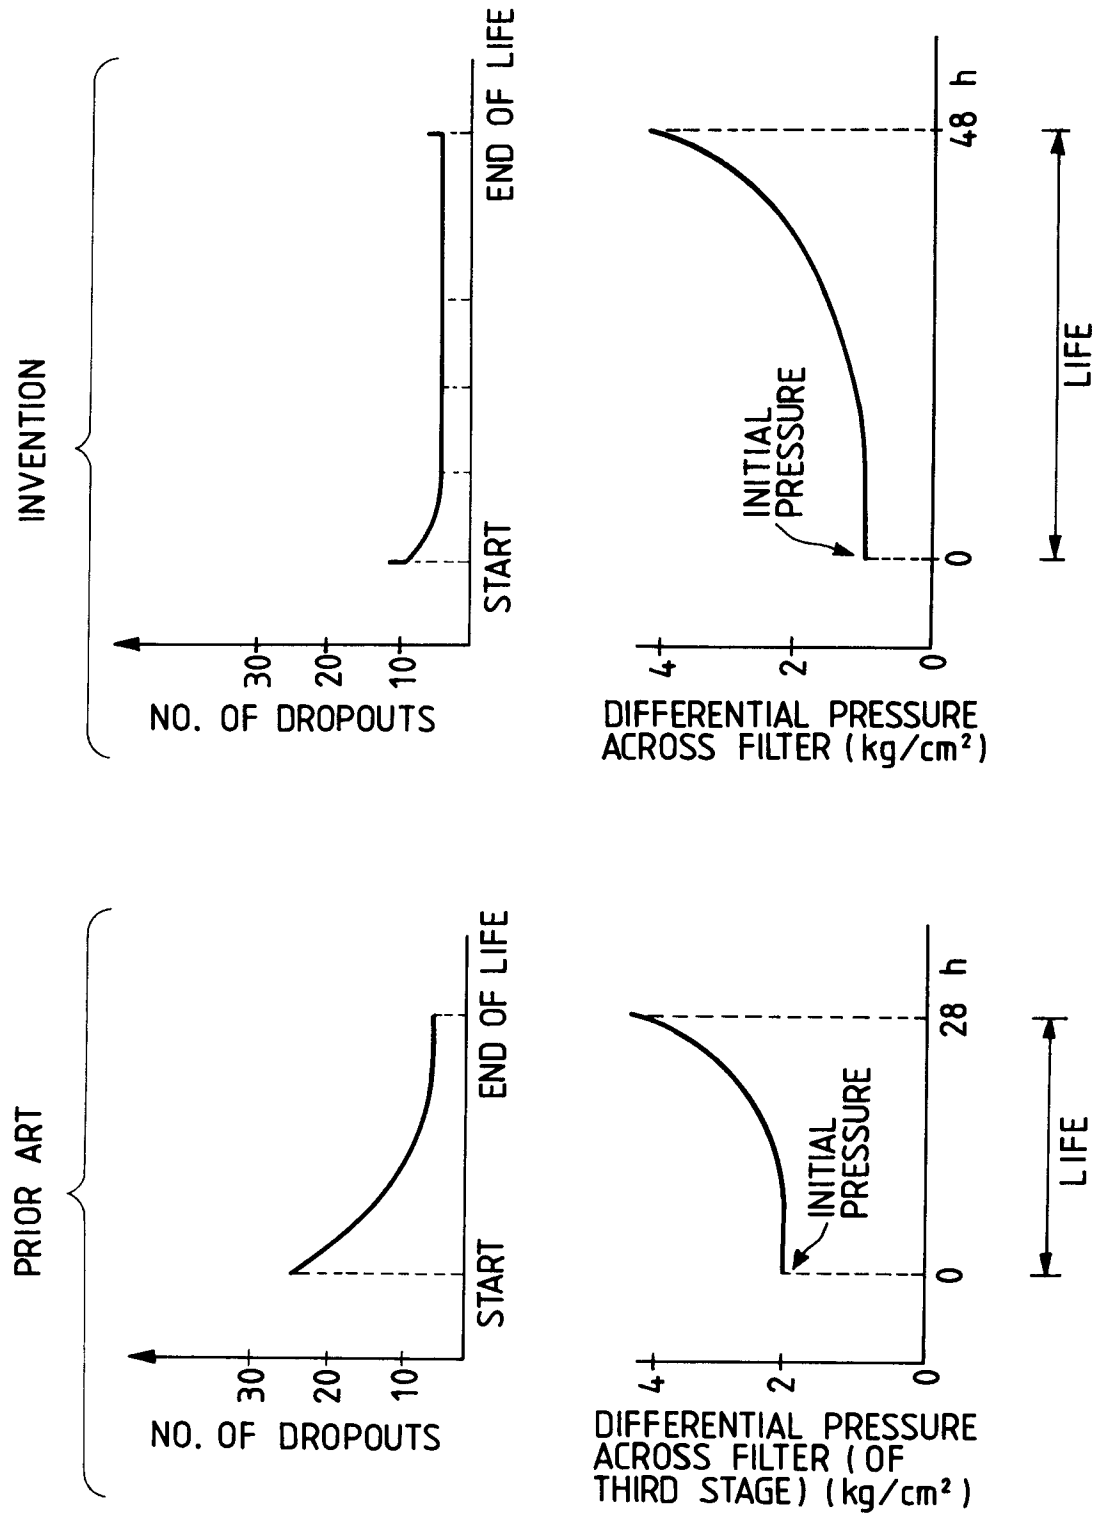 PRIOR ART
NO. OF DROPOUTS
30
20
10
START
END OF LIFE
DIFFERENTIAL PRESSURE
ACROSS FILTER (OF
THIRD STAGE) (kg/cm²)
4
2
0
INITIAL
PRESSURE
0
28 h
LIFE
INVENTION
NO. OF DROPOUTS
30
20
10
START
END OF LIFE
DIFFERENTIAL PRESSURE
ACROSS FILTER (kg/cm²)
4
2
0
INITIAL
PRESSURE
0
48 h
LIFE